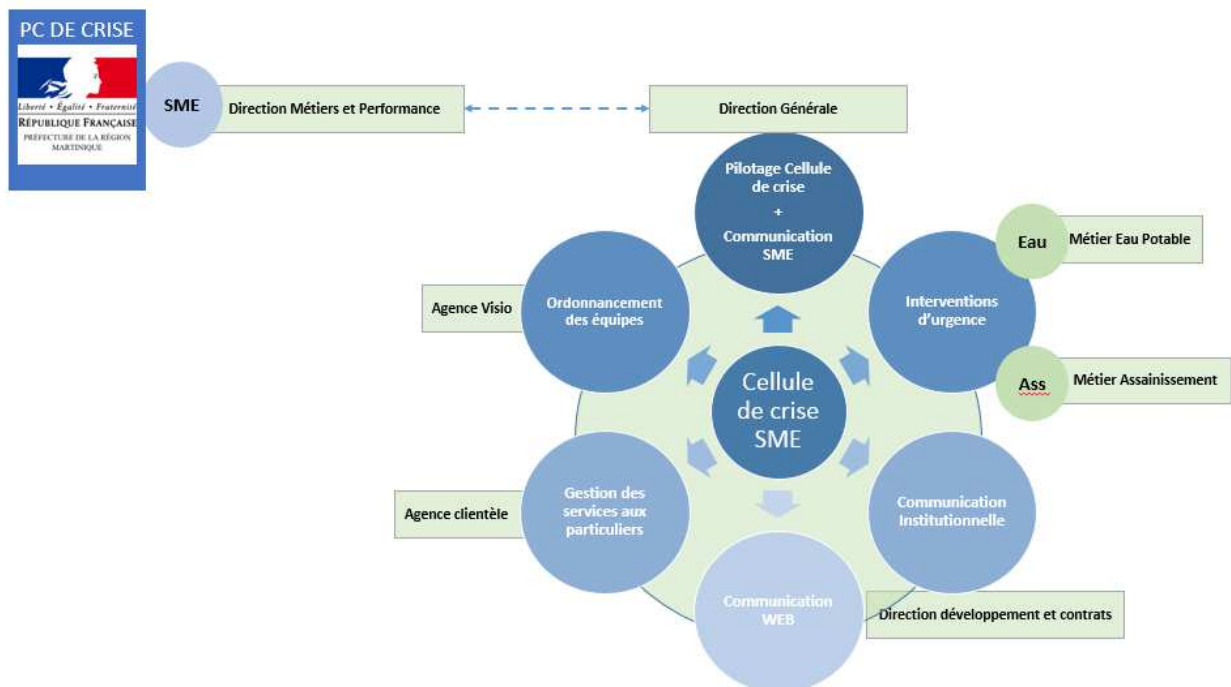 PC DE CRISE
Liberté • Égalité • Fraternité
RÉPUBLIQUE FRANÇAISE
PRÉFECTURE DE LA RÉGION
MARTINIQUE
SME
Direction Métiers et Performance
Direction Générale
Pilotage Cellule
de crise
+
Communication
SME
Eau
Métier Eau Potable
Interventions
d'urgence
Ass
Métier Assainissement
Agence Visio
Ordonnancement
des équipes
Cellule
de crise
SME
Agence clientèle
Gestion des
services aux
particuliers
Communication
Institutionnelle
Communication
WEB
Direction développement et contrats